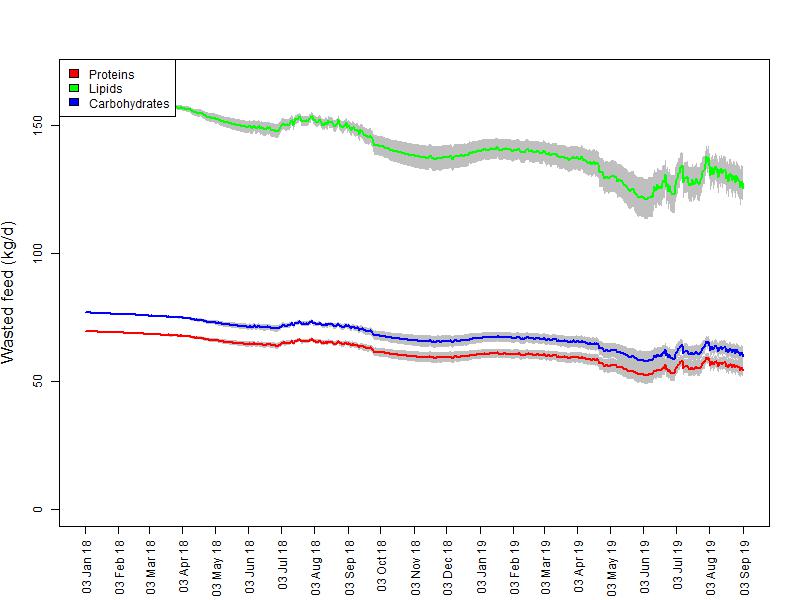 Proteins
Lipids
Carbohydrates
Wasted feed (kg/d)
150
100
50
0
03 Jan 18
03 Feb 18
03 Mar 18
03 Apr 18
03 May 18
03 Jun 18
03 Jul 18
03 Aug 18
03 Sep 18
03 Oct 18
03 Nov 18
03 Dec 18
03 Jan 19
03 Feb 19
03 Mar 19
03 Apr 19
03 May 19
03 Jun 19
03 Jul 19
03 Aug 19
03 Sep 19